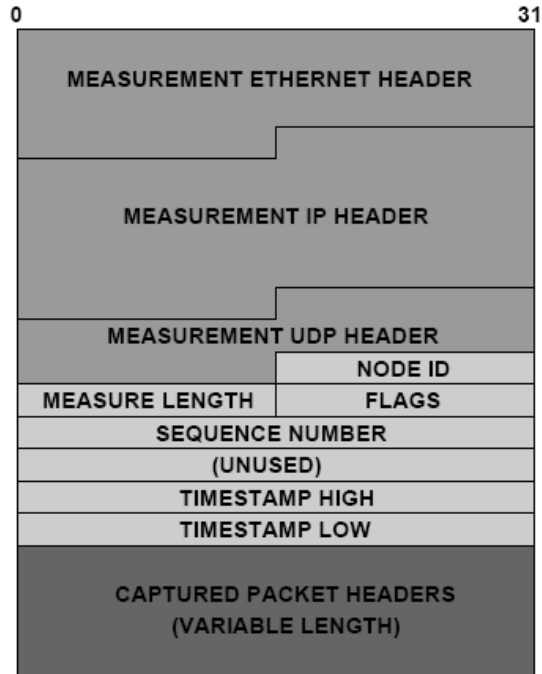 0 31
MEASUREMENT ETHERNET HEADER
MEASUREMENT IP HEADER
MEASUREMENT UDP HEADER
NODE ID
MEASURE LENGTH FLAGS
SEQUENCE NUMBER
(UNUSED)
TIMESTAMP HIGH
TIMESTAMP LOW
CAPTURED PACKET HEADERS
(VARIABLE LENGTH)